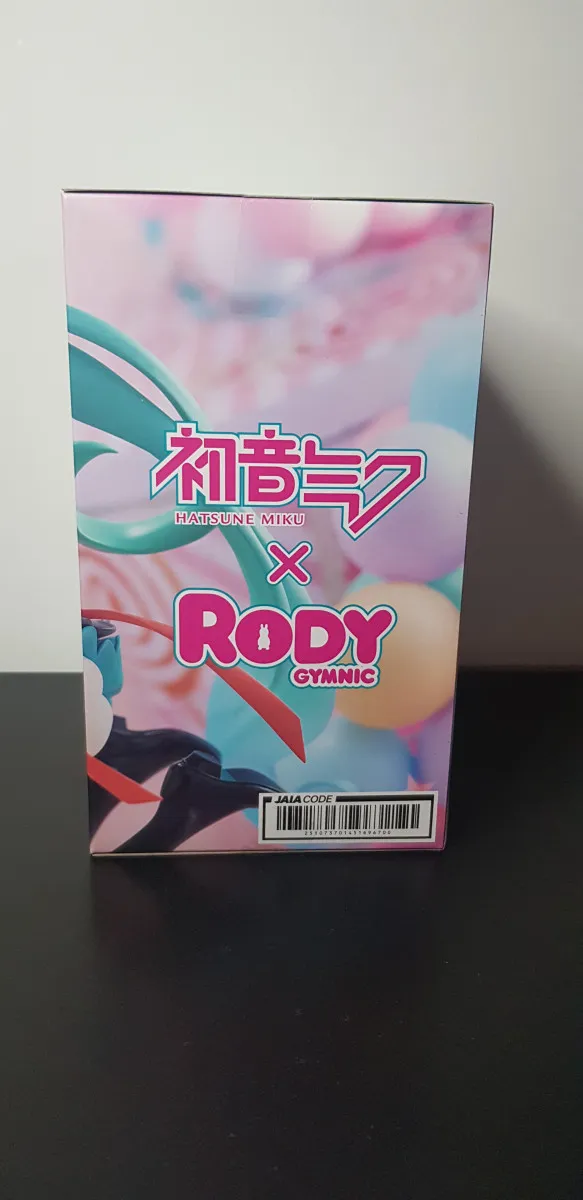 初音ミク
HATSUNE MIKU
×
RODY
GYMNIC
JAIA CODE